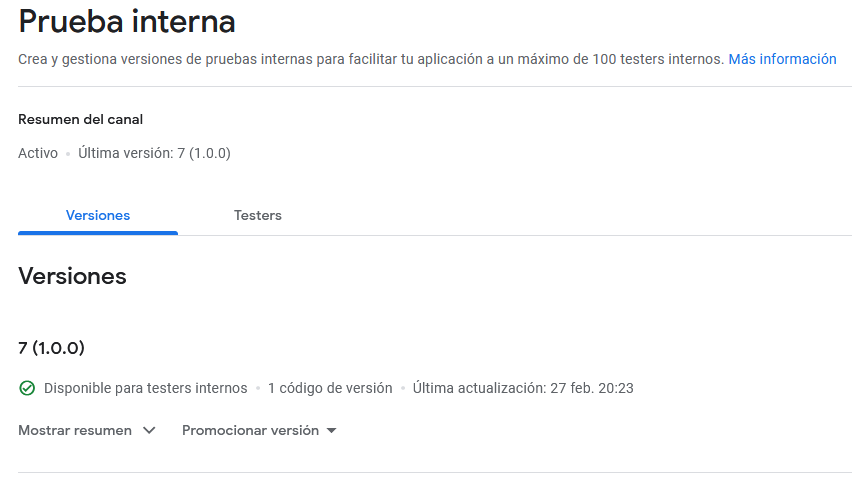 Prueba interna
Crea y gestiona versiones de pruebas internas para facilitar tu aplicación a un máximo de 100 testers internos. Más información
Resumen del canal
Activo • Última versión: 7 (1.0.0)
Versiones Testers
Versiones
7 (1.0.0)
Disponible para testers internos • 1 código de versión • Última actualización: 27 feb. 20:23
Mostrar resumen Promocionar versión